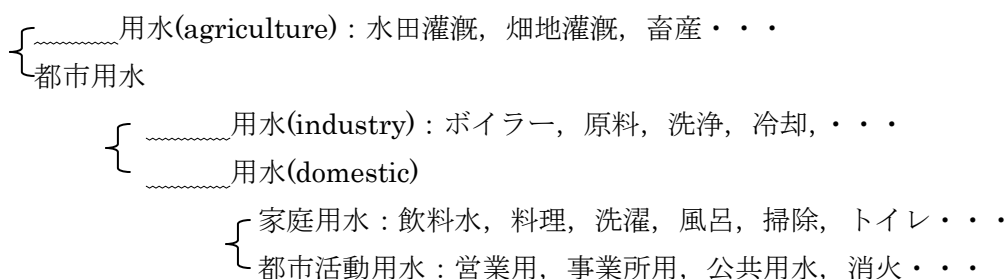 用水(agriculture)：水田灌漑，畑地灌漑，畜産・・・
都市用水
用水(industry)：ボイラー，原料，洗浄，冷却,・・・
用水(domestic)
家庭用水：飲料水，料理，洗濯，風呂，掃除，トイレ・・・
都市活動用水：営業用，事業所用，公共用水，消火・・・